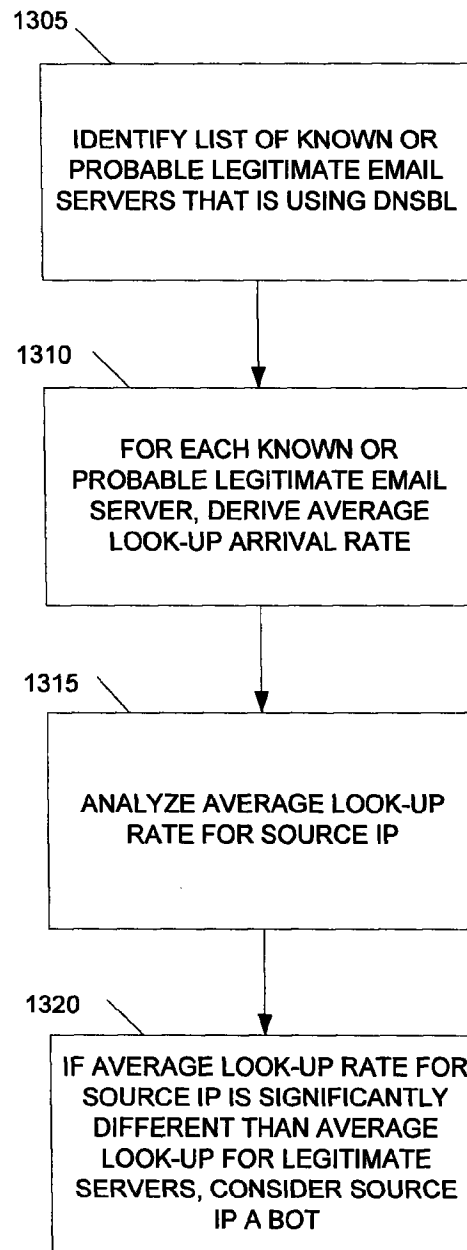 1305
IDENTIFY LIST OF KNOWN OR
PROBABLE LEGITIMATE EMAIL
SERVERS THAT IS USING DNSBL
1310
FOR EACH KNOWN OR
PROBABLE LEGITIMATE EMAIL
SERVER, DERIVE AVERAGE
LOOK-UP ARRIVAL RATE
1315
ANALYZE AVERAGE LOOK-UP
RATE FOR SOURCE IP
1320
IF AVERAGE LOOK-UP RATE FOR
SOURCE IP IS SIGNIFICANTLY
DIFFERENT THAN AVERAGE
LOOK-UP FOR LEGITIMATE
SERVERS, CONSIDER SOURCE
IP A BOT